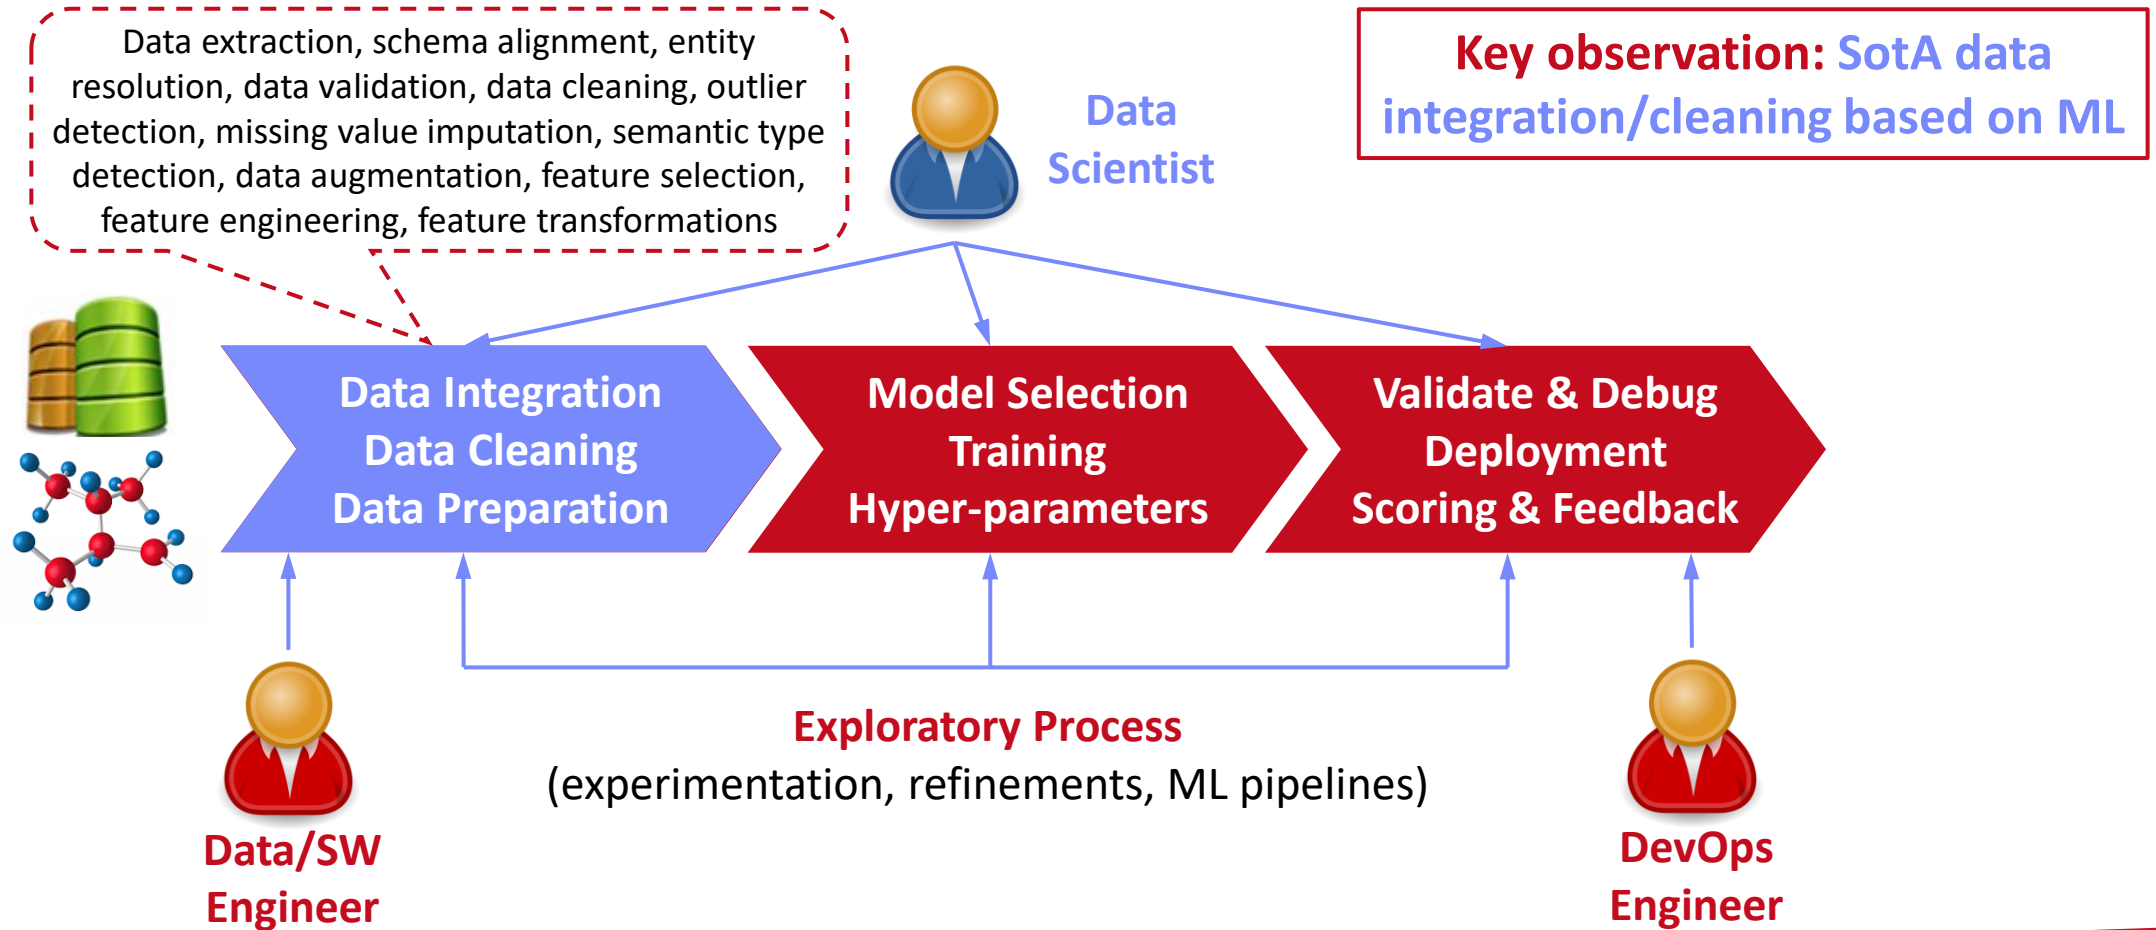 Data extraction, schema alignment, entity
resolution, data validation, data cleaning, outlier
detection, missing value imputation, semantic type
detection, data augmentation, feature selection,
feature engineering, feature transformations
Data
Scientist
Key observation: SotA data
integration/cleaning based on ML
Data Integration
Data Cleaning
Data Preparation
Model Selection
Training
Hyper-parameters
Validate & Debug
Deployment
Scoring & Feedback
Exploratory Process
(experimentation, refinements, ML pipelines)
Data/SW
Engineer
DevOps
Engineer